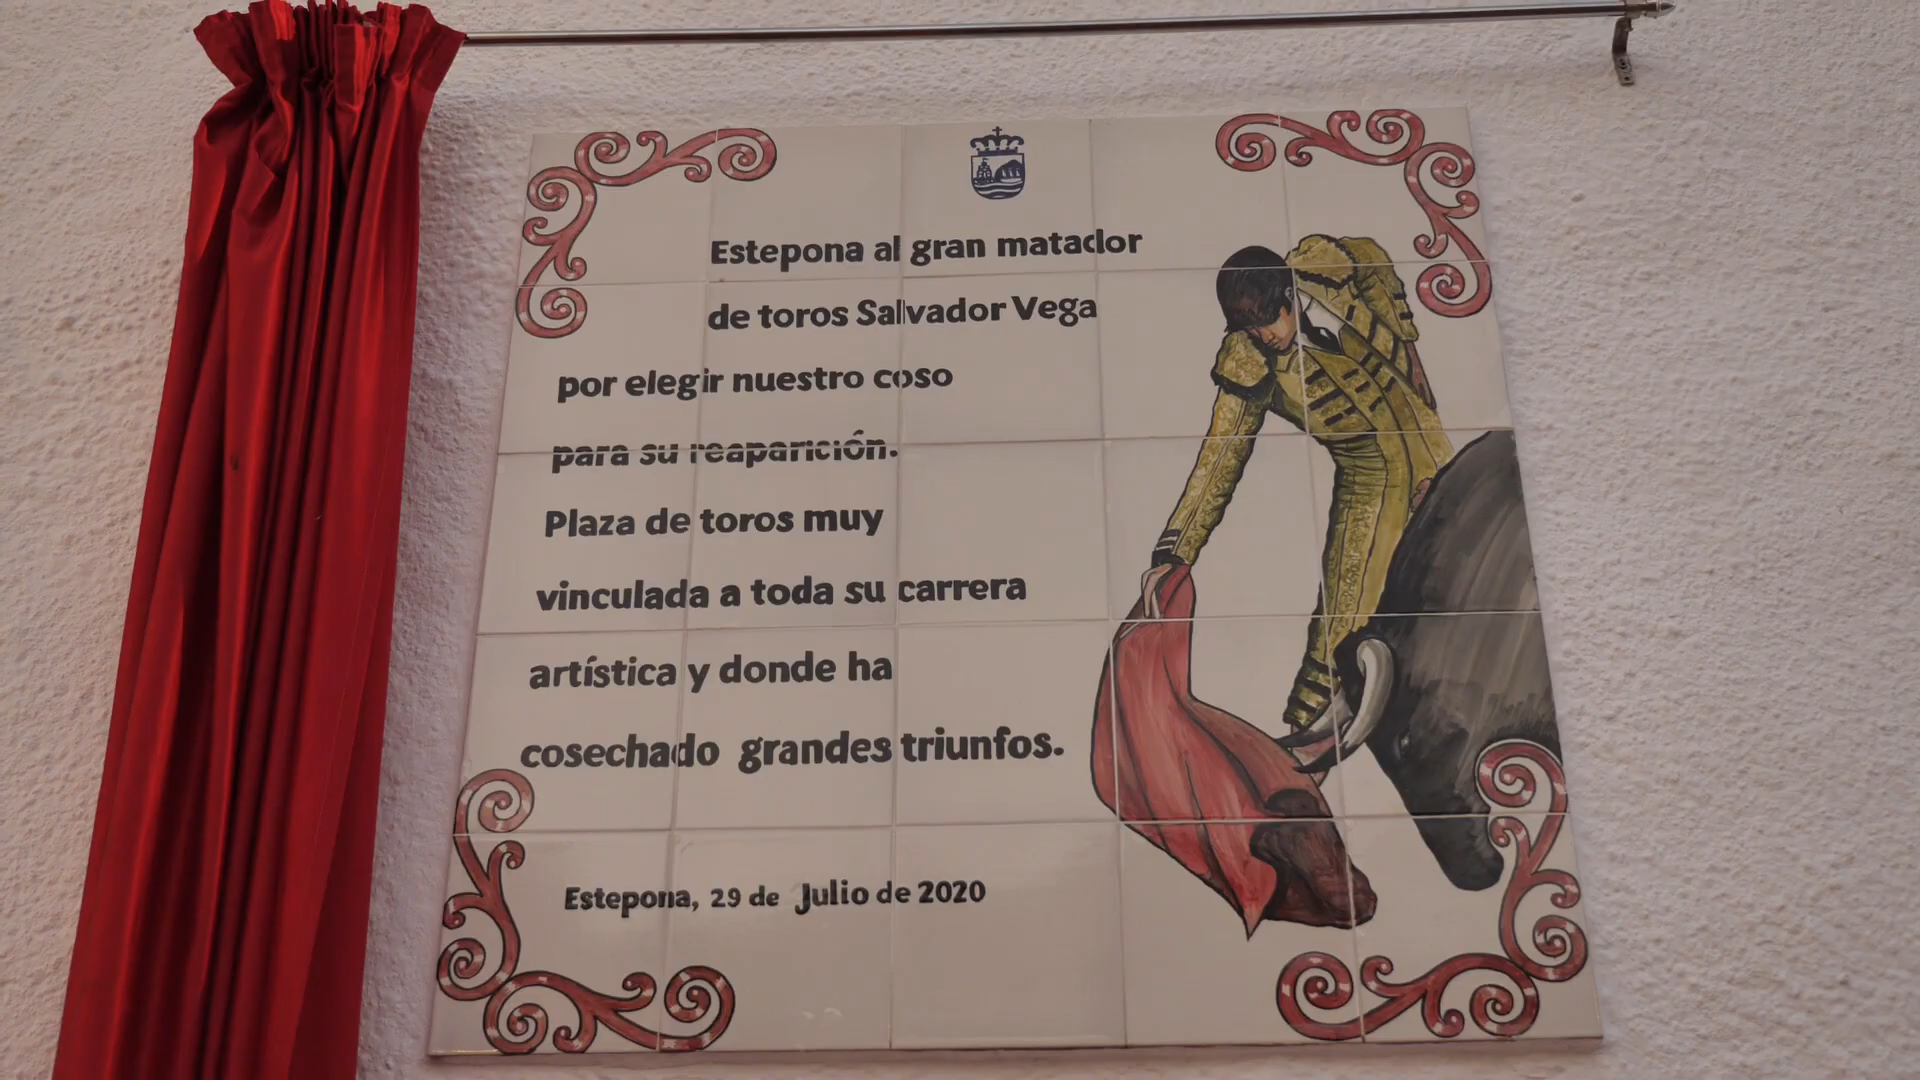 Estepona al gran matador
de toros Salvador Vega
por elegir nuestro coso
para su reaparición.
Plaza de toros muy
vinculada a toda su carrera
artística y donde ha
cosechado grandes triunfos.
Estepona, 29 de Julio de 2020